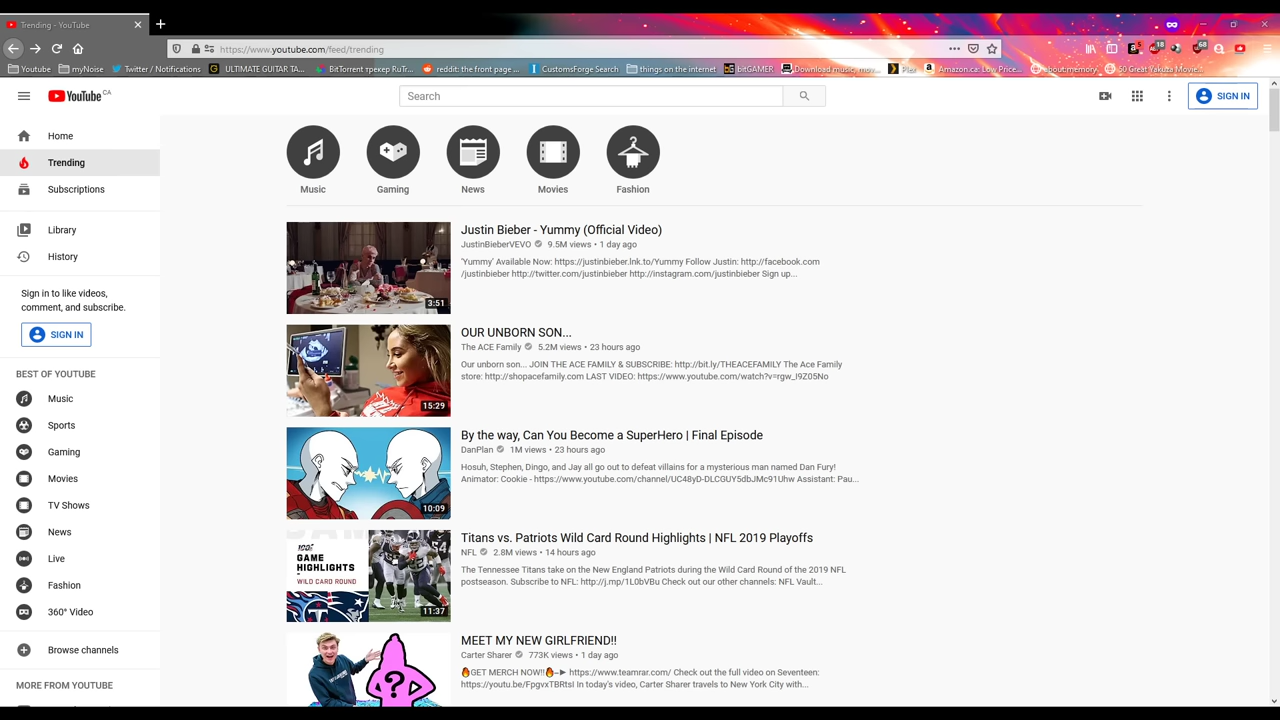 Trending - YouTube
https://www.youtube.com/feed/trending
Youtube
myNoise
Twitter / Notifications
ULTIMATE GUITAR TA...
BitTorrent трекер RuTr...
reddit: the front page ...
CustomsForge Search
things on the internet
bitGAMER
Download music, mov...
Plex
Amazon.ca: Low Price...
about:memory
50 Great Yakuza Movie...
YouTube CA
Search
SIGN IN
Home
Trending
Subscriptions
Library
History
Sign in to like videos,
comment, and subscribe.
SIGN IN
BEST OF YOUTUBE
Music
Sports
Gaming
Movies
TV Shows
News
Live
Fashion
360° Video
Browse channels
MORE FROM YOUTUBE
Music
Gaming
News
Movies
Fashion
3:51
Justin Bieber - Yummy (Official Video)
JustinBieberVEVO 9.5M views • 1 day ago
'Yummy' Available Now: https://justinbieber.lnk.to/Yummy Follow Justin: http://facebook.com
/justinbieber http://twitter.com/justinbieber http://instagram.com/justinbieber Sign up...
15:29
OUR UNBORN SON...
The ACE Family 5.2M views • 23 hours ago
Our unborn son... JOIN THE ACE FAMILY & SUBSCRIBE: http://bit.ly/THEACEFAMILY The Ace Family
store: http://shopacefamily.com LAST VIDEO: https://www.youtube.com/watch?v=rgw_I9Z05No
10:09
By the way, Can You Become a SuperHero | Final Episode
DanPlan 1M views • 23 hours ago
Hosuh, Stephen, Dingo, and Jay all go out to defeat villains for a mysterious man named Dan Fury!
Animator: Cookie - https://www.youtube.com/channel/UC48yD-DLCGUY5dbJMc91Uhw Assistant: Pau...
GAME
HIGHLIGHTS
WILD CARD ROUND
11:37
Titans vs. Patriots Wild Card Round Highlights | NFL 2019 Playoffs
NFL 2.8M views • 14 hours ago
The Tennessee Titans take on the New England Patriots during the Wild Card Round of the 2019 NFL
postseason. Subscribe to NFL: http://j.mp/1L0bVBu Check out our other channels: NFL Vault...
?
MEET MY NEW GIRLFRIEND!!
Carter Sharer 773K views • 1 day ago
🔥GET MERCH NOW!!🔥–► https://www.teamrar.com/ Check out the full video on Seventeen:
https://youtu.be/FpgvxTBRtsI In today's video, Carter Sharer travels to New York City with...